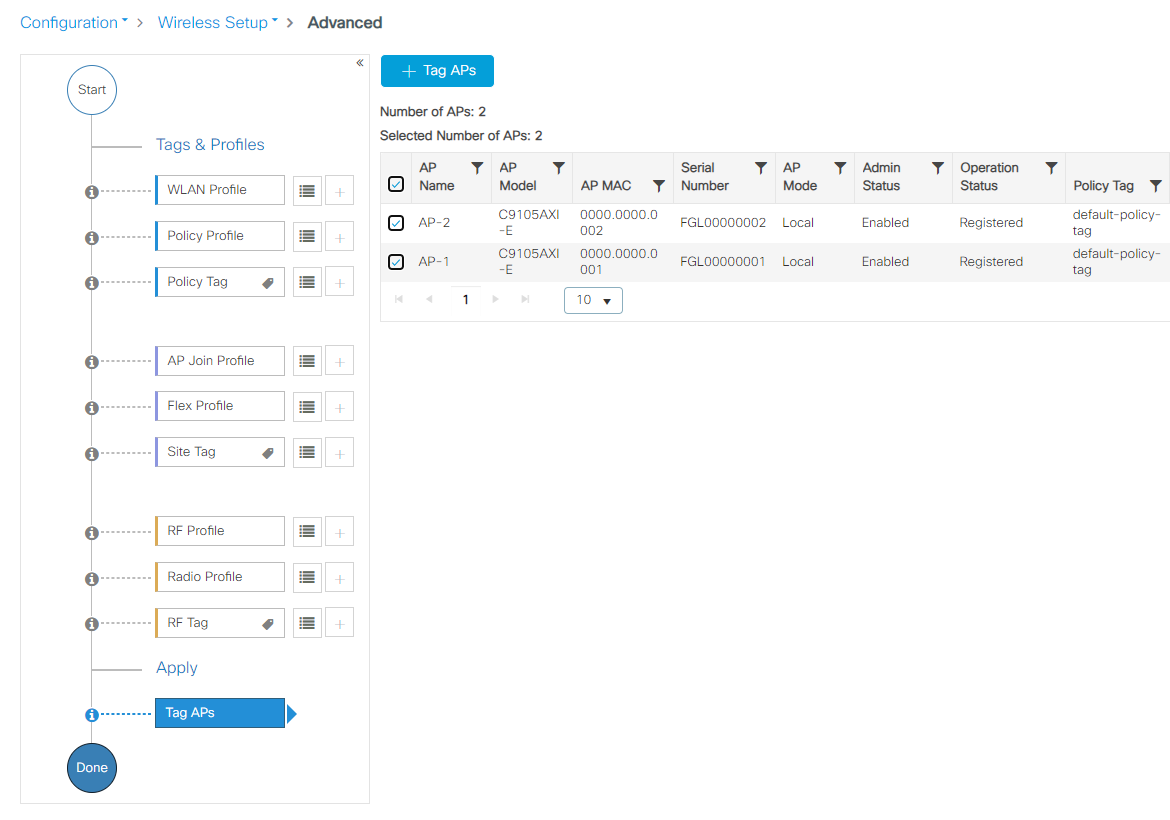 Configuration > Wireless Setup > Advanced
«
Start
Tags & Profiles
WLAN Profile
Policy Profile
Policy Tag
AP Join Profile
Flex Profile
Site Tag
RF Profile
Radio Profile
RF Tag
Apply
Tag APs
Done
+ Tag APs
Number of APs: 2
Selected Number of APs: 2
AP Name
AP Model
AP MAC
Serial Number
AP Mode
Admin Status
Operation Status
Policy Tag
AP-2
C9105AXI
-E
0000.0000.0
002
FGL00000002
Local
Enabled
Registered
default-policy-
tag
AP-1
C9105AXI
-E
0000.0000.0
001
FGL00000001
Local
Enabled
Registered
default-policy-
tag
1
10